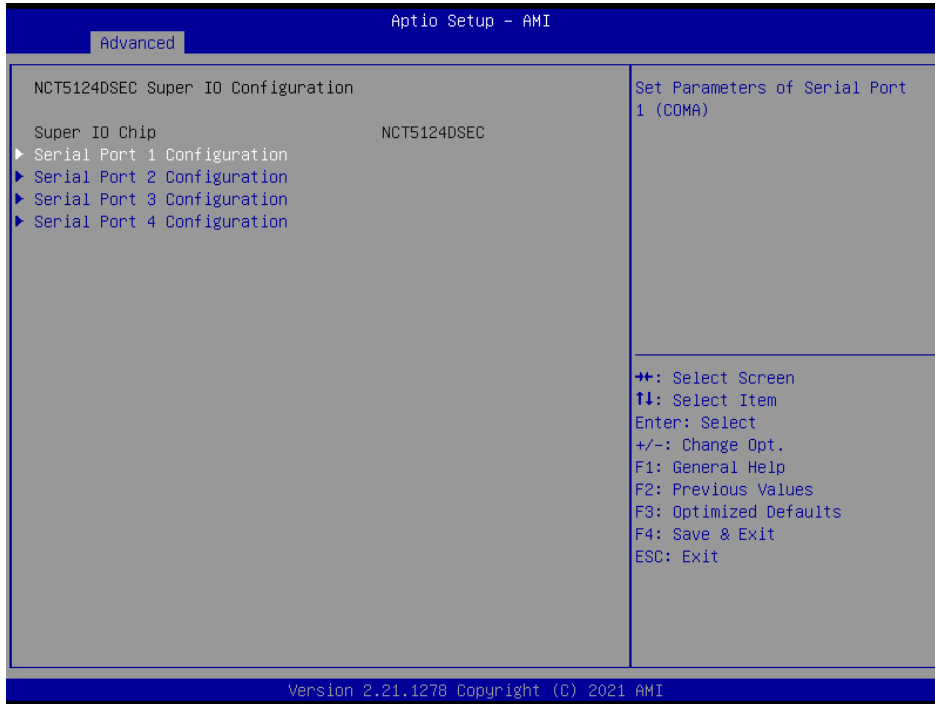 Aptio Setup – AMI
Advanced
NCT5124DSEC Super IO Configuration
Super IO Chip NCT5124DSEC
▶ Serial Port 1 Configuration
▶ Serial Port 2 Configuration
▶ Serial Port 3 Configuration
▶ Serial Port 4 Configuration
Set Parameters of Serial Port
1 (COMA)
→←: Select Screen
↑↓: Select Item
Enter: Select
+/-: Change Opt.
F1: General Help
F2: Previous Values
F3: Optimized Defaults
F4: Save & Exit
ESC: Exit
Version 2.21.1278 Copyright (C) 2021 AMI